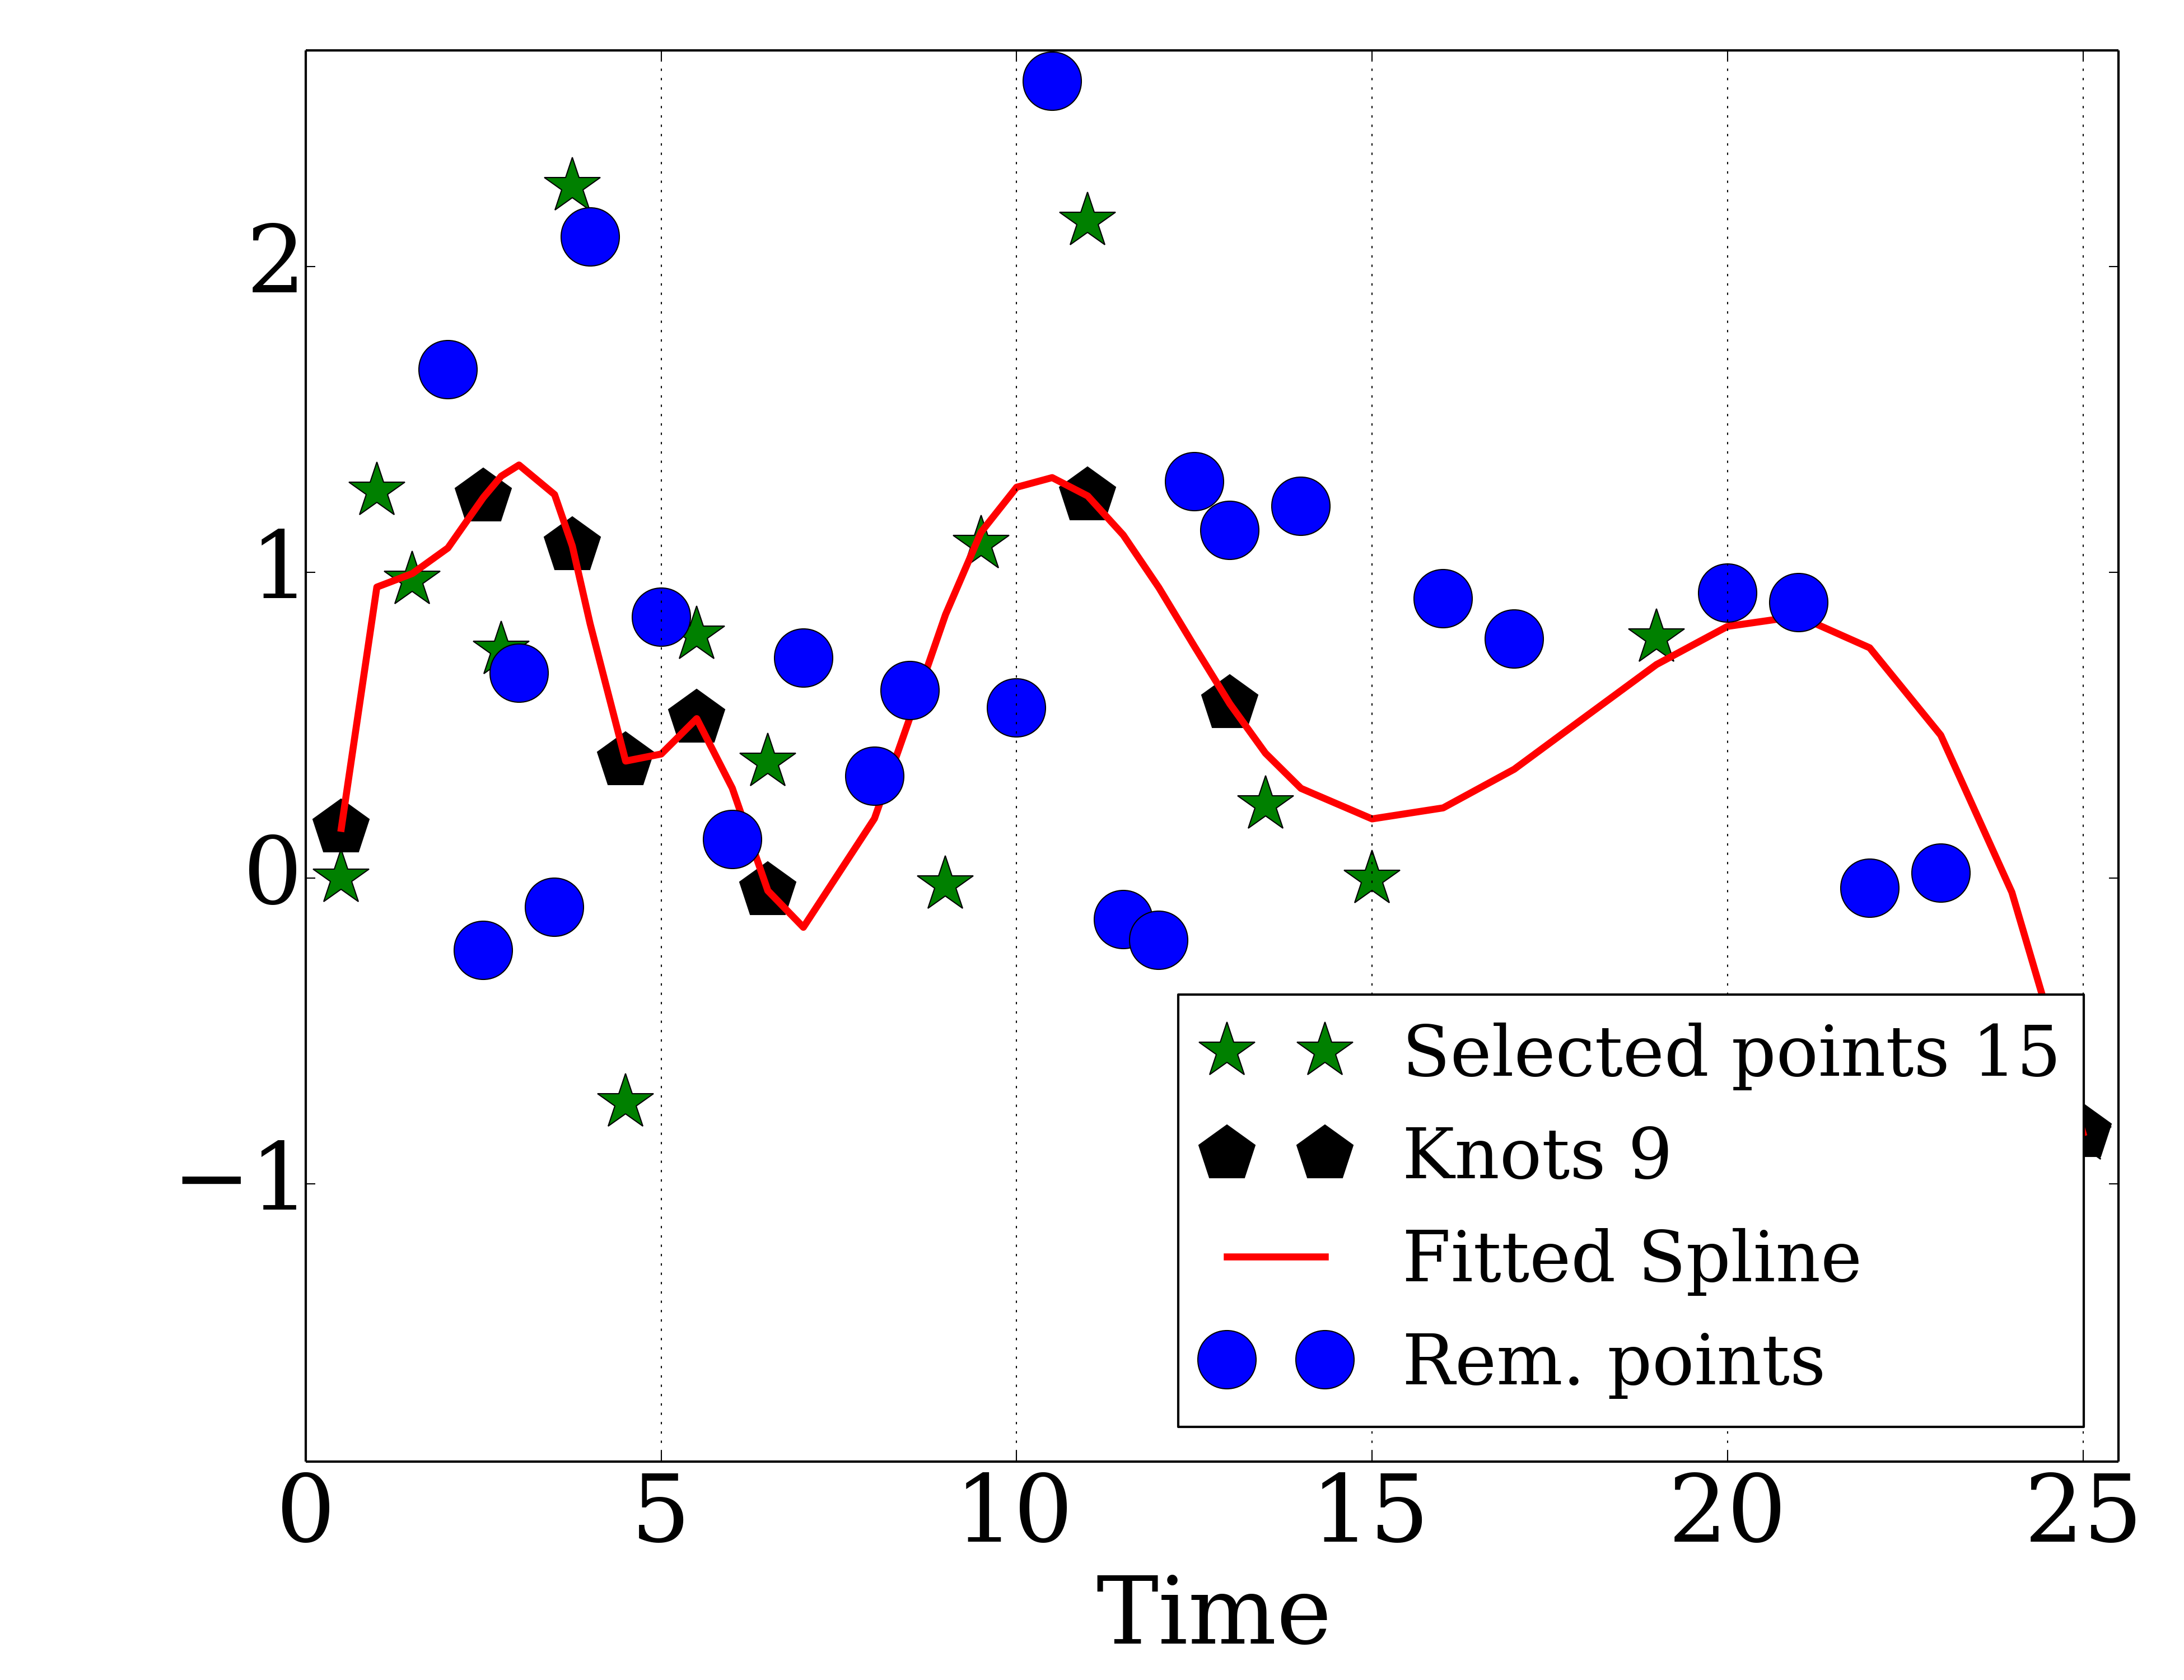 2
1
0
−1
Selected points 15
Knots 9
Fitted Spline
Rem. points
0 5 10 15 20 25
Time